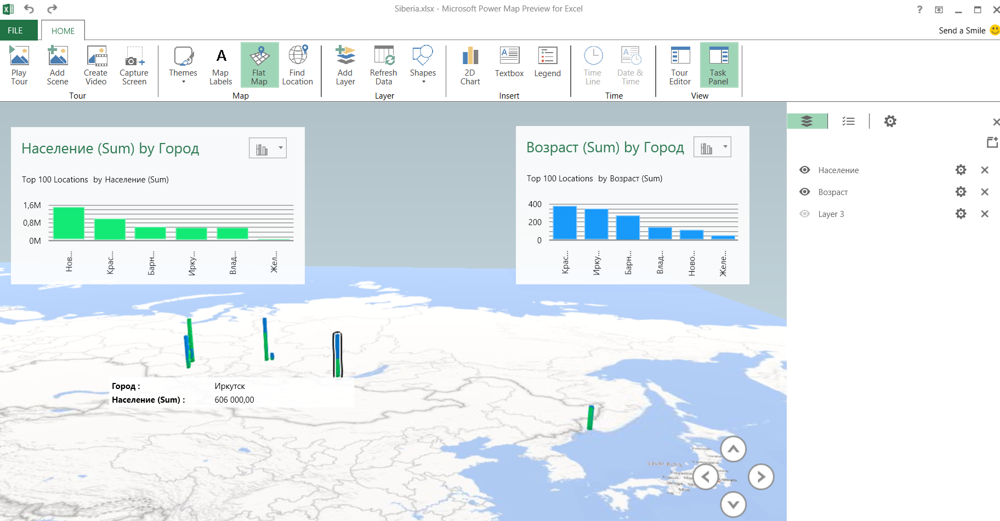 Siberia.xlsx - Microsoft Power Map Preview for Excel
?
FILE
HOME
Send a Smile
Play Tour
Add Scene
Create Video
Capture Screen
Tour
Themes
Map Labels
Flat Map
Find Location
Map
Add Layer
Refresh Data
Shapes
Layer
2D Chart
Textbox
Legend
Insert
Time Line
Date & Time
Time
Tour Editor
Task Panel
View
Население (Sum) by Город
Top 100 Locations by Население (Sum)
1,6M
0,8M
0M
Нов...
Крас...
Барн...
Ирку...
Влад...
Жел...
Возраст (Sum) by Город
Top 100 Locations by Возраст (Sum)
400
200
0
Крас...
Ирку...
Барн...
Влад...
Ново...
Желе...
Население
Возраст
Layer 3
Город : Иркутск
Население (Sum) : 606 000,00
JAPAN